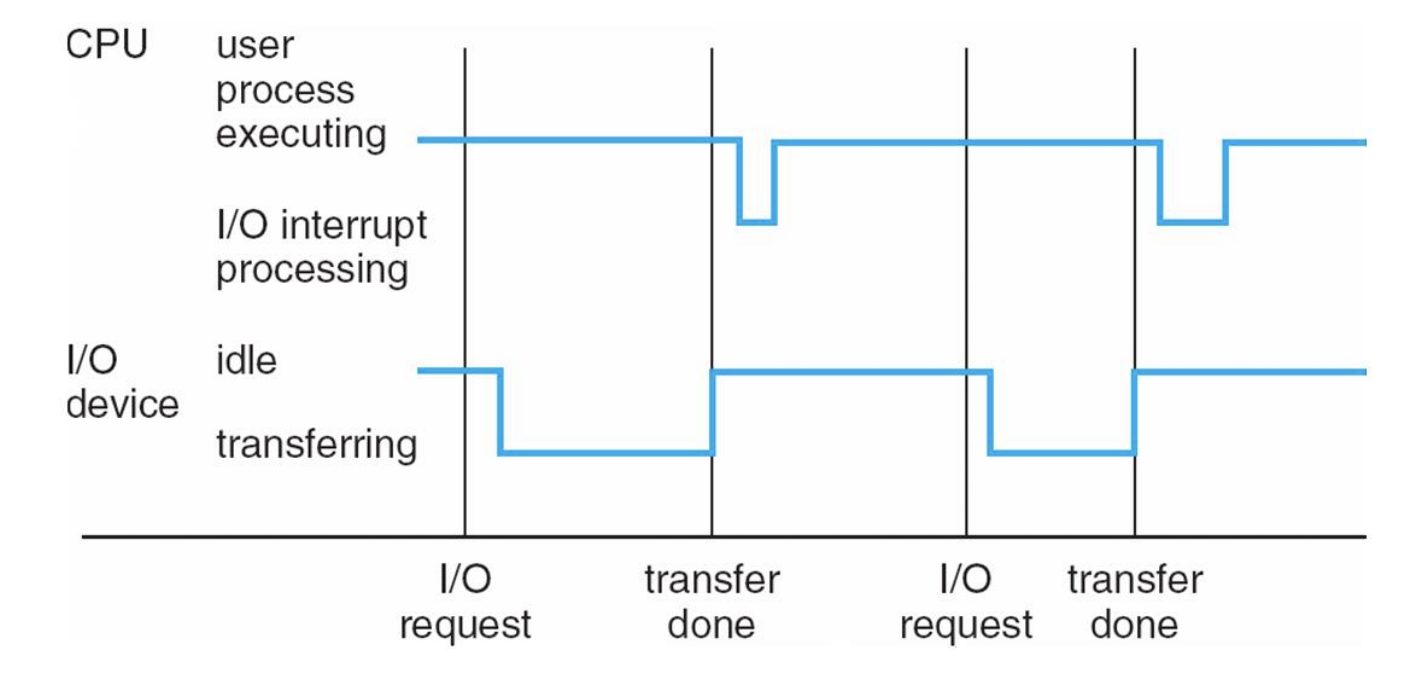 CPU user
process
executing
I/O interrupt
processing
I/O idle
device
transferring
I/O transfer I/O transfer
request done request done